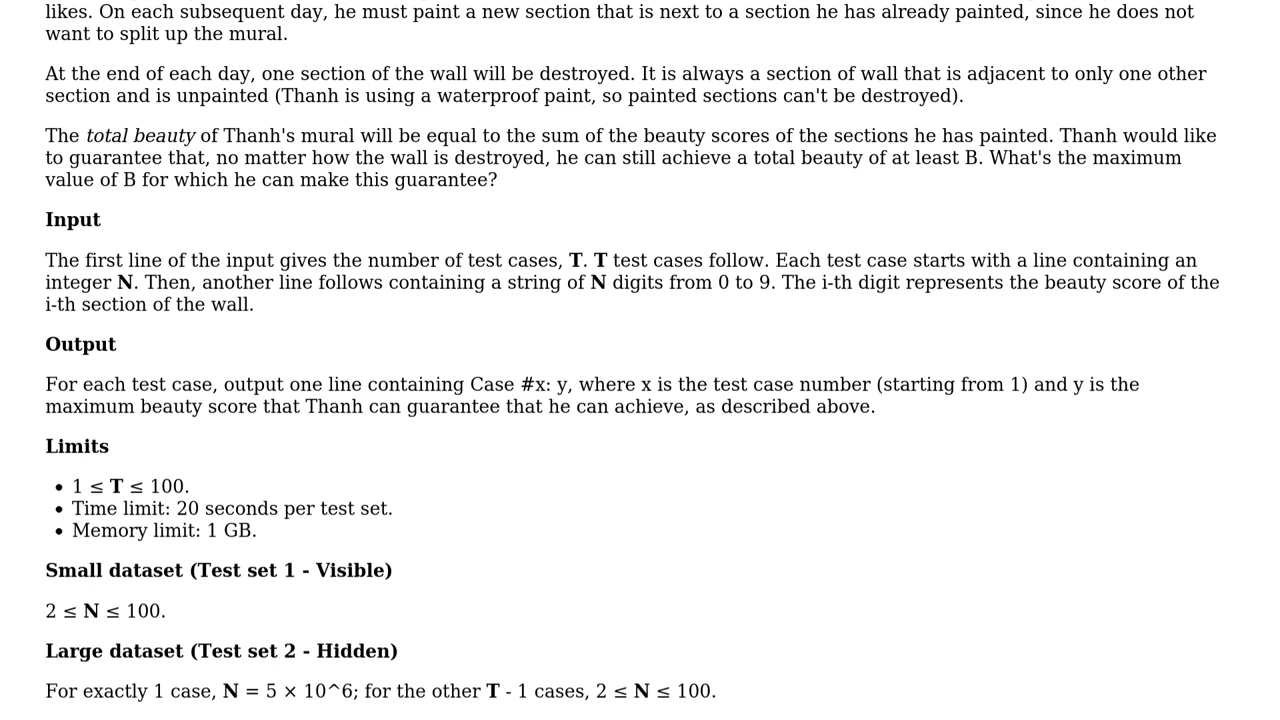 likes. On each subsequent day, he must paint a new section that is next to a section he has already painted, since he does not
want to split up the mural.
At the end of each day, one section of the wall will be destroyed. It is always a section of wall that is adjacent to only one other
section and is unpainted (Thanh is using a waterproof paint, so painted sections can't be destroyed).
The total beauty of Thanh's mural will be equal to the sum of the beauty scores of the sections he has painted. Thanh would like
to guarantee that, no matter how the wall is destroyed, he can still achieve a total beauty of at least B. What's the maximum
value of B for which he can make this guarantee?
Input
The first line of the input gives the number of test cases, T. T test cases follow. Each test case starts with a line containing an
integer N. Then, another line follows containing a string of N digits from 0 to 9. The i-th digit represents the beauty score of the
i-th section of the wall.
Output
For each test case, output one line containing Case #x: y, where x is the test case number (starting from 1) and y is the
maximum beauty score that Thanh can guarantee that he can achieve, as described above.
Limits
• 1 ≤ T ≤ 100.
• Time limit: 20 seconds per test set.
• Memory limit: 1 GB.
Small dataset (Test set 1 - Visible)
2 ≤ N ≤ 100.
Large dataset (Test set 2 - Hidden)
For exactly 1 case, N = 5 × 10^6; for the other T - 1 cases, 2 ≤ N ≤ 100.